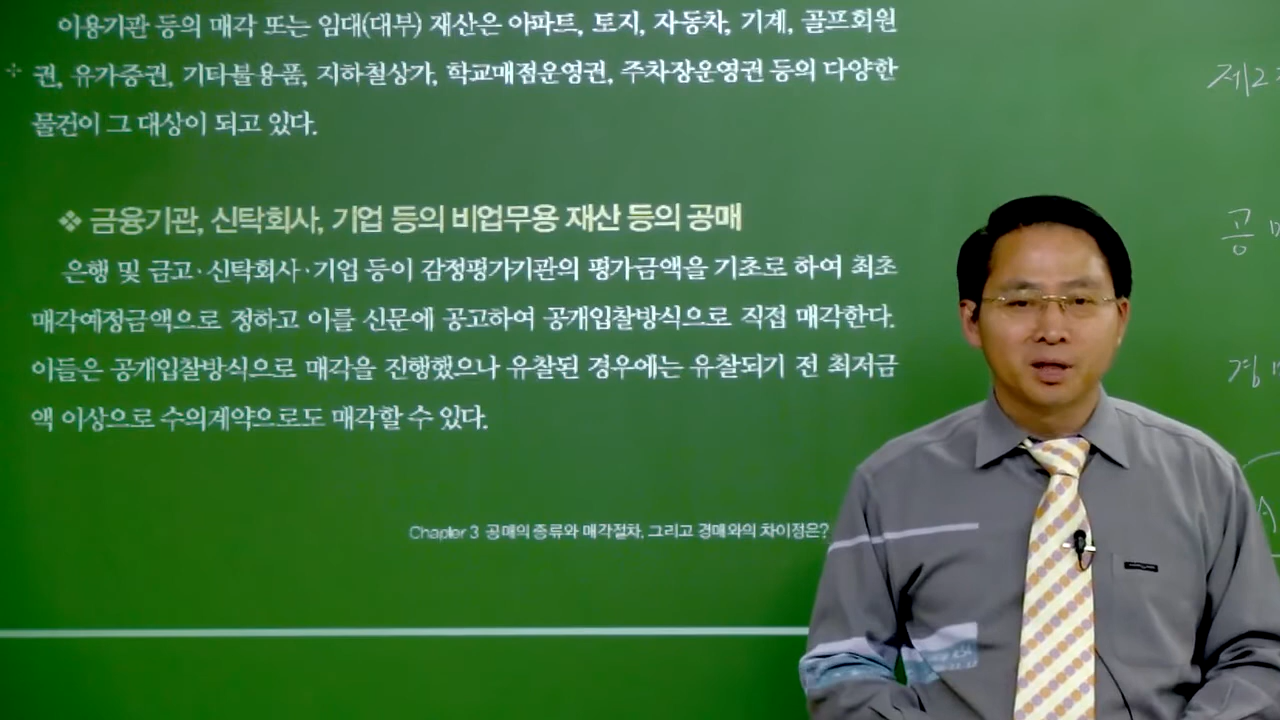 이용기관 등의 매각 또는 임대(대부) 재산은 아파트, 토지, 자동차, 기계, 골프회원
권, 유가증권, 기타불용품, 지하철상가, 학교매점운영권, 주차장운영권 등의 다양한
물건이 그 대상이 되고 있다.
❖ 금융기관, 신탁회사, 기업 등의 비업무용 재산 등의 공매
은행 및 금고·신탁회사·기업 등이 감정평가기관의 평가금액을 기초로 하여 최초
매각예정금액으로 정하고 이를 신문에 공고하여 공개입찰방식으로 직접 매각한다.
이들은 공개입찰방식으로 매각을 진행했으나 유찰된 경우에는 유찰되기 전 최저금
액 이상으로 수의계약으로도 매각할 수 있다.
Chapter 3 공매의 종류와 매각절차, 그리고 경매와의 차이점은?
제2
공
경